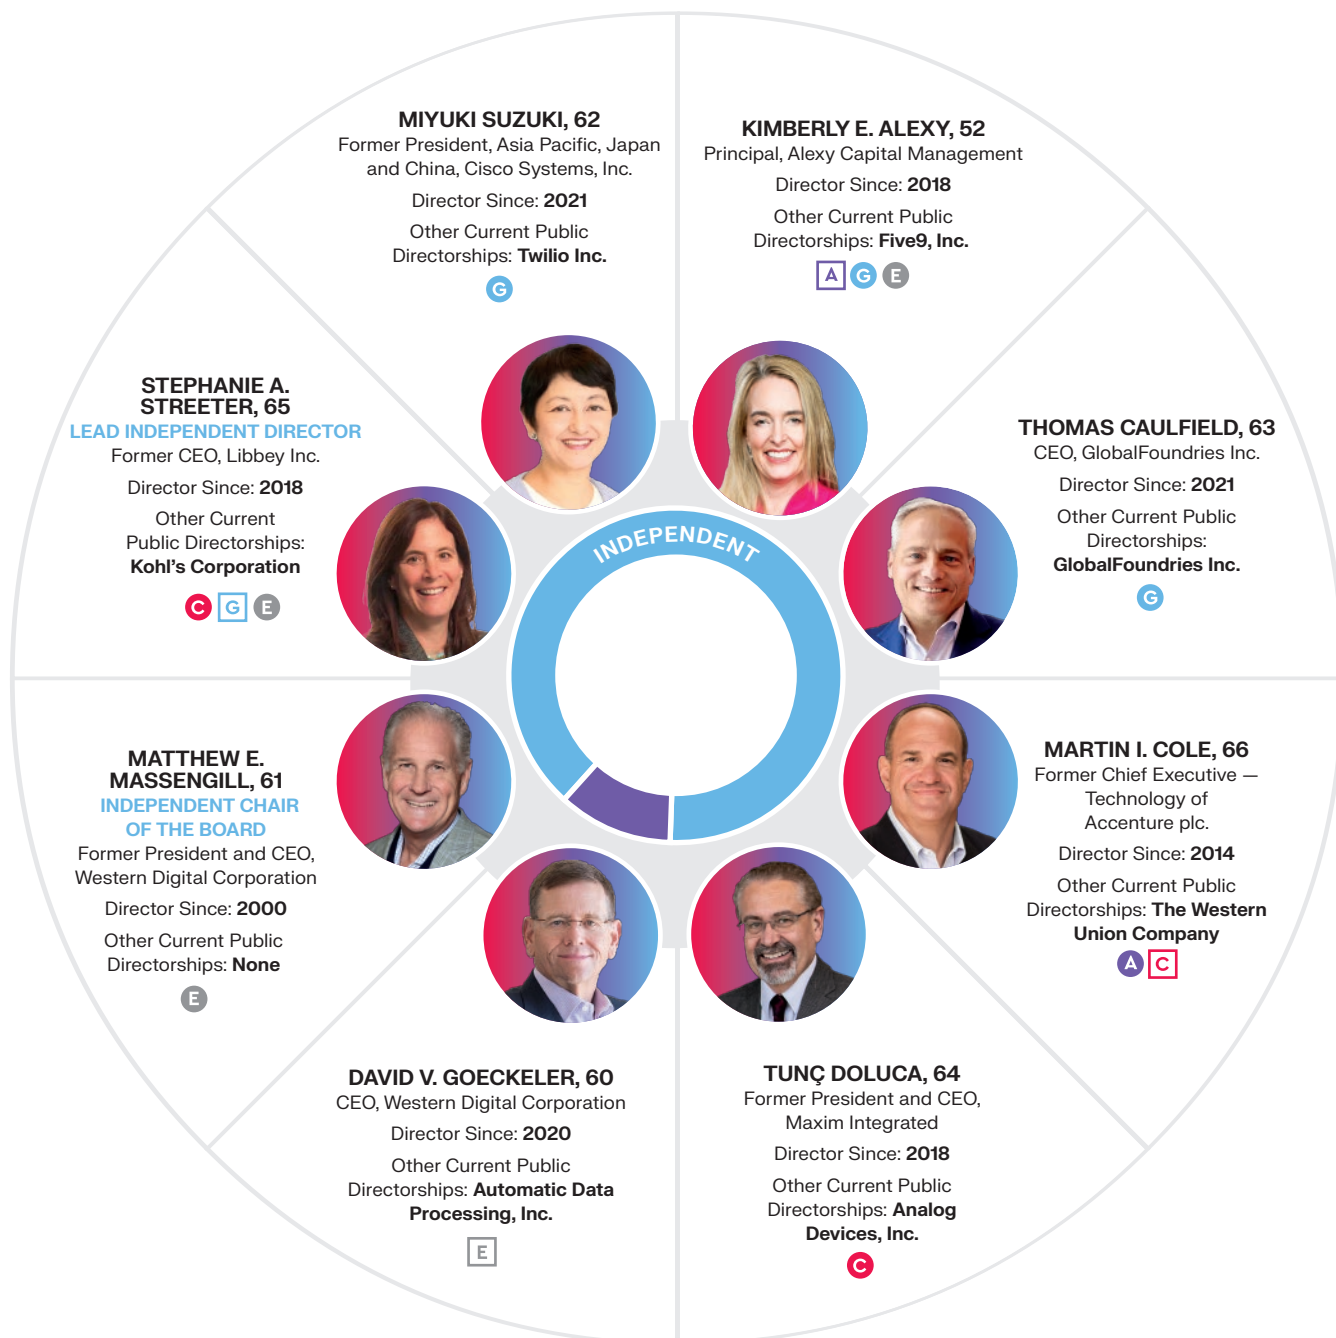 MIYUKI SUZUKI, 62
Former President, Asia Pacific, Japan
and China, Cisco Systems, Inc.
Director Since: 2021
Other Current Public
Directorships: Twilio Inc.
G
KIMBERLY E. ALEXY, 52
Principal, Alexy Capital Management
Director Since: 2018
Other Current Public
Directorships: Five9, Inc.
A G E
STEPHANIE A.
STREETER, 65
LEAD INDEPENDENT DIRECTOR
Former CEO, Libbey Inc.
Director Since: 2018
Other Current
Public Directorships:
Kohl's Corporation
C G E
THOMAS CAULFIELD, 63
CEO, GlobalFoundries Inc.
Director Since: 2021
Other Current Public
Directorships:
GlobalFoundries Inc.
G
INDEPENDENT
MATTHEW E.
MASSENGILL, 61
INDEPENDENT CHAIR
OF THE BOARD
Former President and CEO,
Western Digital Corporation
Director Since: 2000
Other Current Public
Directorships: None
E
MARTIN I. COLE, 66
Former Chief Executive —
Technology of
Accenture plc.
Director Since: 2014
Other Current Public
Directorships: The Western
Union Company
A C
DAVID V. GOECKELER, 60
CEO, Western Digital Corporation
Director Since: 2020
Other Current Public
Directorships: Automatic Data
Processing, Inc.
E
TUNÇ DOLUCA, 64
Former President and CEO,
Maxim Integrated
Director Since: 2018
Other Current Public
Directorships: Analog
Devices, Inc.
C